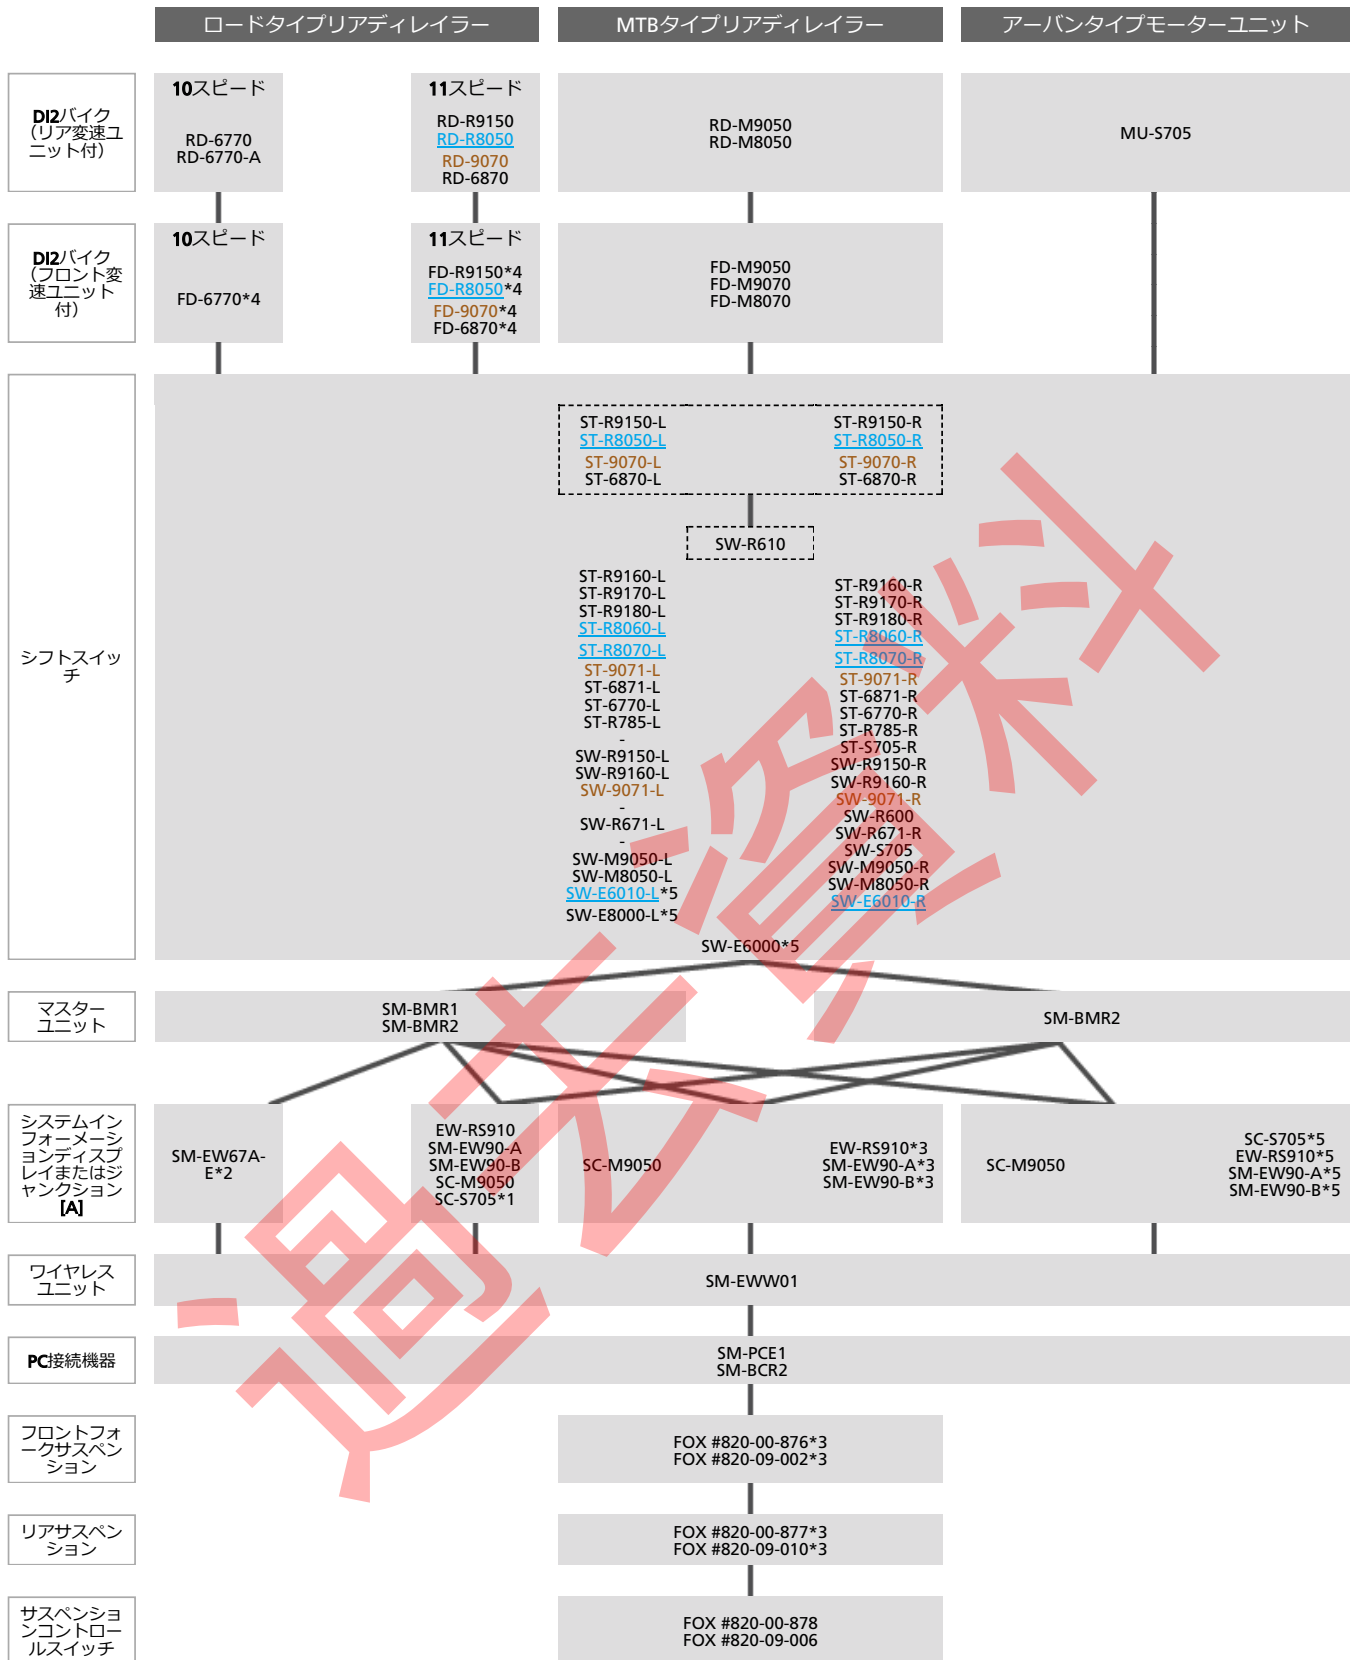 ロードタイプリアディレイラー
MTBタイプリアディレイラー
アーバンタイプモーターユニット
DI2バイク
（リア変速ユ
ニット付）
10スピード
RD-6770
RD-6770-A
11スピード
RD-R9150
RD-R8050
RD-9070
RD-6870
RD-M9050
RD-M8050
MU-S705
DI2バイク
（フロント変
速ユニット
付）
10スピード
FD-6770*4
11スピード
FD-R9150*4
FD-R8050*4
FD-9070*4
FD-6870*4
FD-M9050
FD-M9070
FD-M8070
シフトスイッ
チ
ST-R9150-L
ST-R8050-L
ST-9070-L
ST-6870-L
ST-R9150-R
ST-R8050-R
ST-9070-R
ST-6870-R
SW-R610
ST-R9160-L
ST-R9170-L
ST-R9180-L
ST-R8060-L
ST-R8070-L
ST-9071-L
ST-6871-L
ST-6770-L
ST-R785-L
-
SW-R9150-L
SW-R9160-L
SW-9071-L
-
SW-R671-L
-
SW-M9050-L
SW-M8050-L
SW-E6010-L*5
SW-E8000-L*5
ST-R9160-R
ST-R9170-R
ST-R9180-R
ST-R8060-R
ST-R8070-R
ST-9071-R
ST-6871-R
ST-6770-R
ST-R785-R
ST-S705-R
SW-R9150-R
SW-R9160-R
SW-9071-R
SW-R600
SW-R671-R
SW-S705
SW-M9050-R
SW-M8050-R
SW-E6010-R
SW-E6000*5
マスター
ユニット
SM-BMR1
SM-BMR2
SM-BMR2
システムイン
フォーメーシ
ョンディスプ
レイまたはジ
ャンクション
[A]
SM-EW67A-
E*2
EW-RS910
SM-EW90-A
SM-EW90-B
SC-M9050
SC-S705*1
SC-M9050
EW-RS910*3
SM-EW90-A*3
SM-EW90-B*3
SC-M9050
SC-S705*5
EW-RS910*5
SM-EW90-A*5
SM-EW90-B*5
ワイヤレス
ユニット
SM-EWW01
PC接続機器
SM-PCE1
SM-BCR2
フロントフォ
ークサスペン
ション
FOX #820-00-876*3
FOX #820-09-002*3
リアサスペン
ション
FOX #820-00-877*3
FOX #820-09-010*3
サスペンショ
ンコントロー
ルスイッチ
FOX #820-00-878
FOX #820-09-006
過去資料